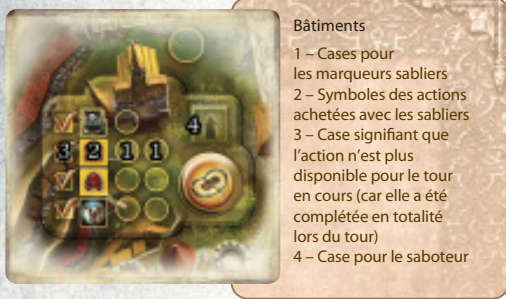 Bâtiments
1 – Cases pour
les marqueurs sabliers
2 – Symboles des actions
achetées avec les sabliers
3 – Case signifiant que
l'action n'est plus
disponible pour le tour
en cours (car elle a été
complétée en totalité
lors du tour)
4 – Case pour le saboteur
4
3 2 1 1